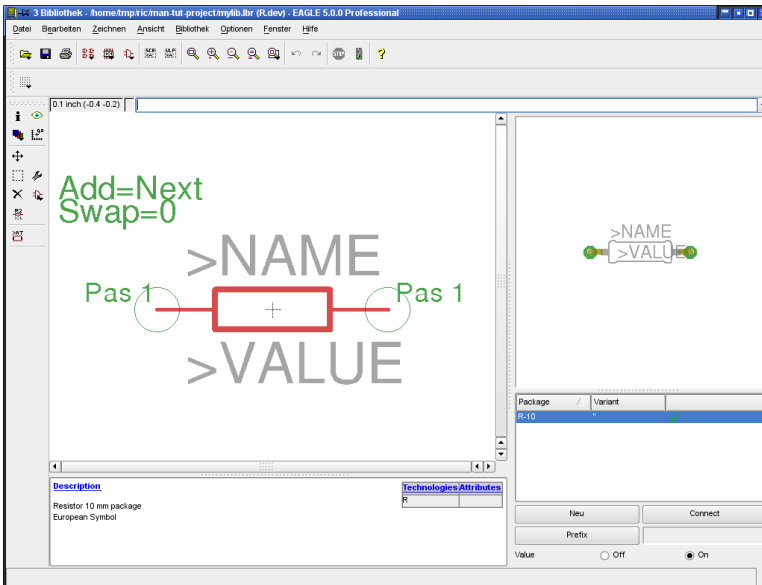 3 Bibliothek - /home/tmp/ric/man-tut-project/mylib.lbr (R.dev) - EAGLE 5.0.0 Professional
Datei Bearbeiten Zeichnen Ansicht Bibliothek Optionen Fenster Hilfe
0.1 inch (-0.4 -0.2)
Add=Next
Swap=0
>NAME
Pas 1 Pas 1
>VALUE
>NAME
>VALUE
Package Variant
R-10 ''
Description
Resistor 10 mm package
European Symbol
Technologies Attributes
R
Neu Connect
Prefix
Value Off On